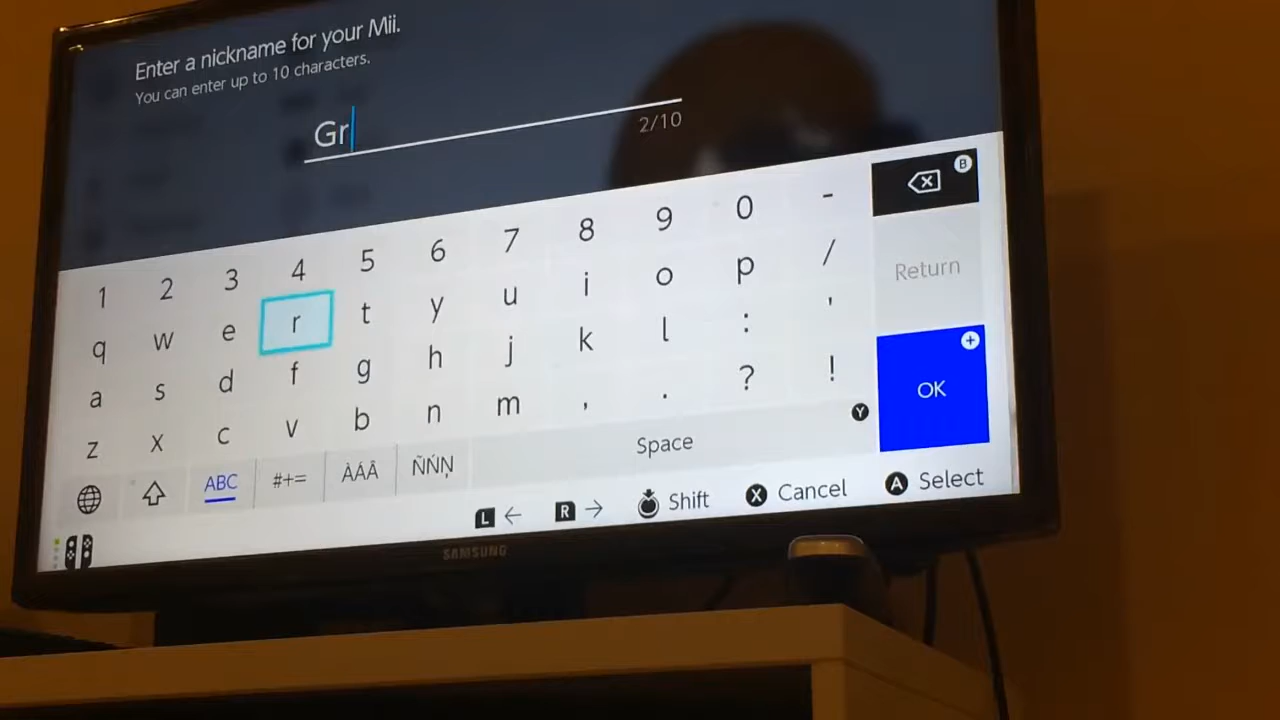 Enter a nickname for your Mii.
You can enter up to 10 characters.
Gr
2/10
B
1 2 3 4 5 6 7 8 9 0 -
q w e r t y u i o p /
Return
a s d f g h j k l : '
z x c v b n m , . ? !
+
OK
ABC #+= ÀÁÂ ÑŃŅ Space Y
L ← R → Shift X Cancel A Select
SAMSUNG